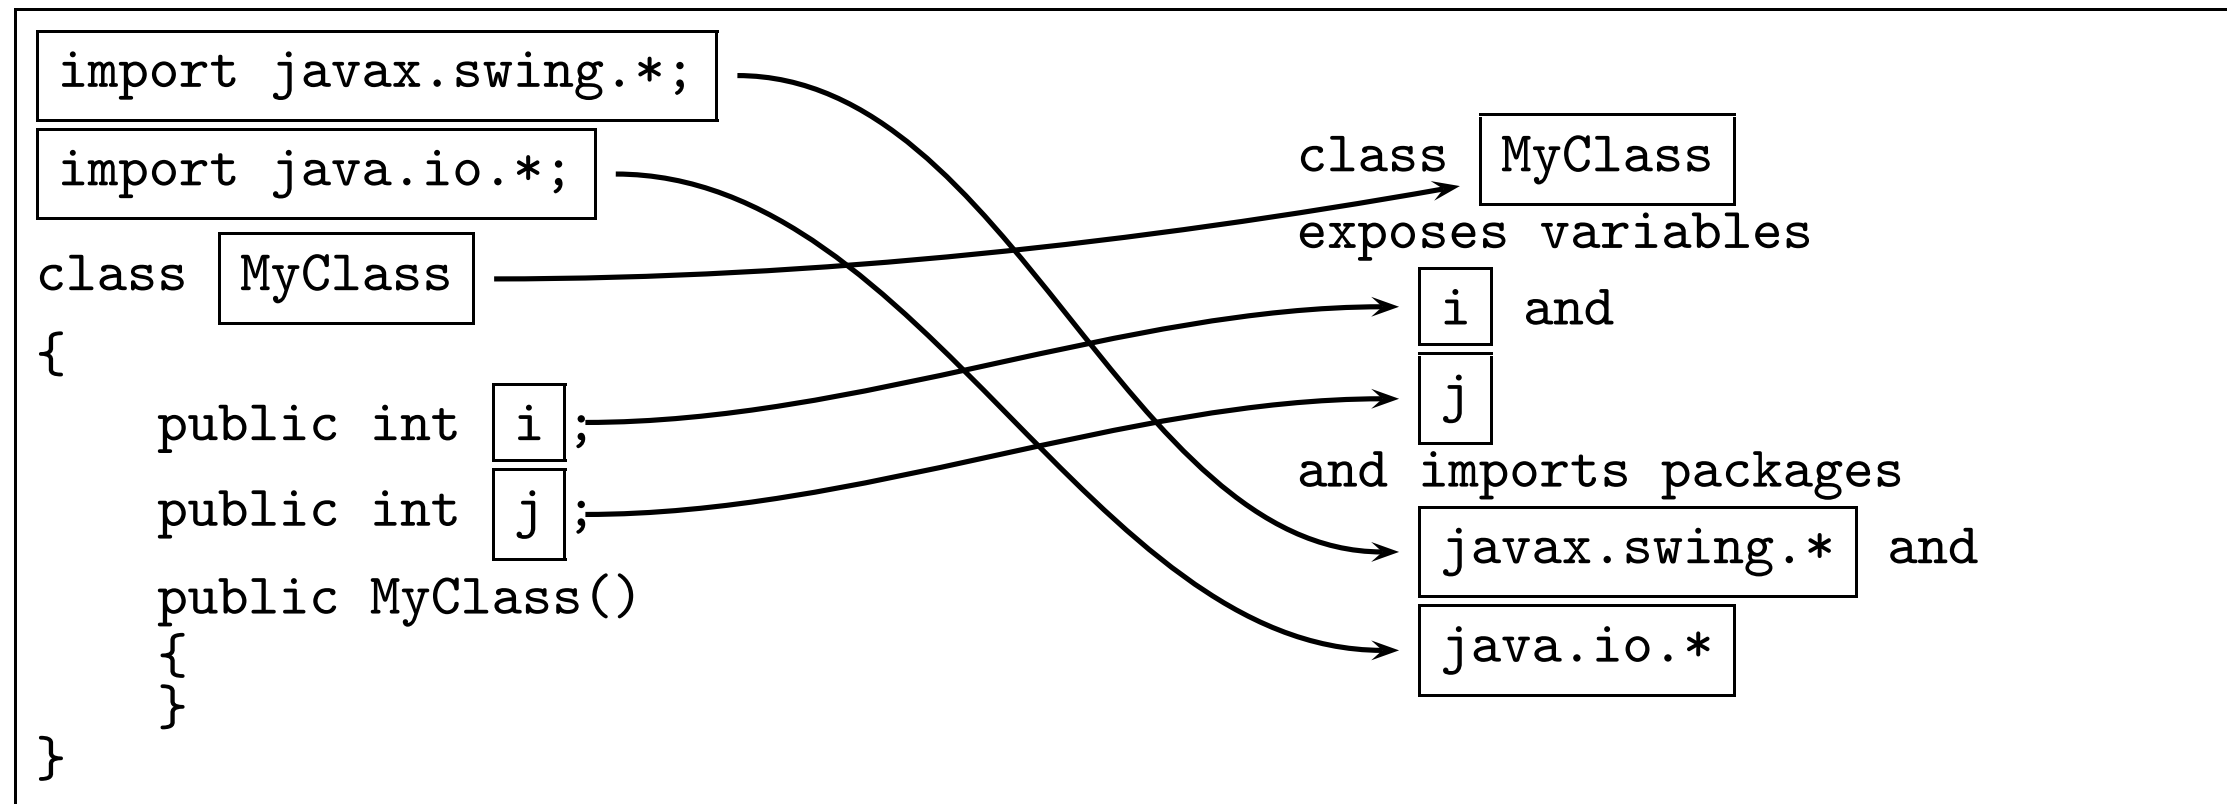 import javax.swing.*;
import java.io.*;
class MyClass
{
public int i ;
public int j ;
public MyClass()
{
}
}
class MyClass
exposes variables
i and
j
and imports packages
javax.swing.* and
java.io.*